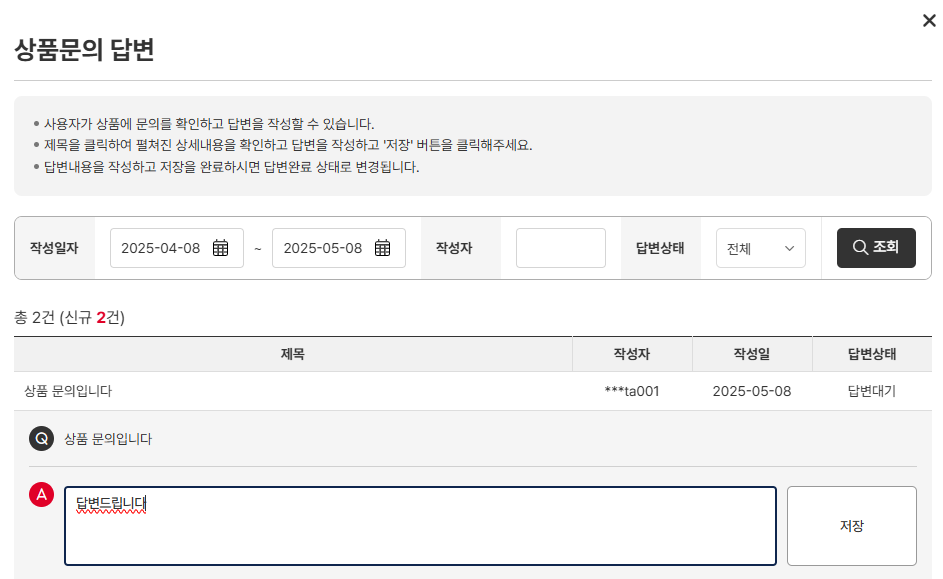 상품문의 답변
• 사용자가 상품에 문의를 확인하고 답변을 작성할 수 있습니다.
• 제목을 클릭하여 펼쳐진 상세내용을 확인하고 답변을 작성하고 '저장' 버튼을 클릭해주세요.
• 답변내용을 작성하고 저장을 완료하시면 답변완료 상태로 변경됩니다.
작성일자 2025-04-08 ~ 2025-05-08 작성자 답변상태 전체 조회
총 2건 (신규 2건)
제목 작성자 작성일 답변상태
상품 문의입니다 ***ta001 2025-05-08 답변대기
Q 상품 문의입니다
A 답변드립니다 저장